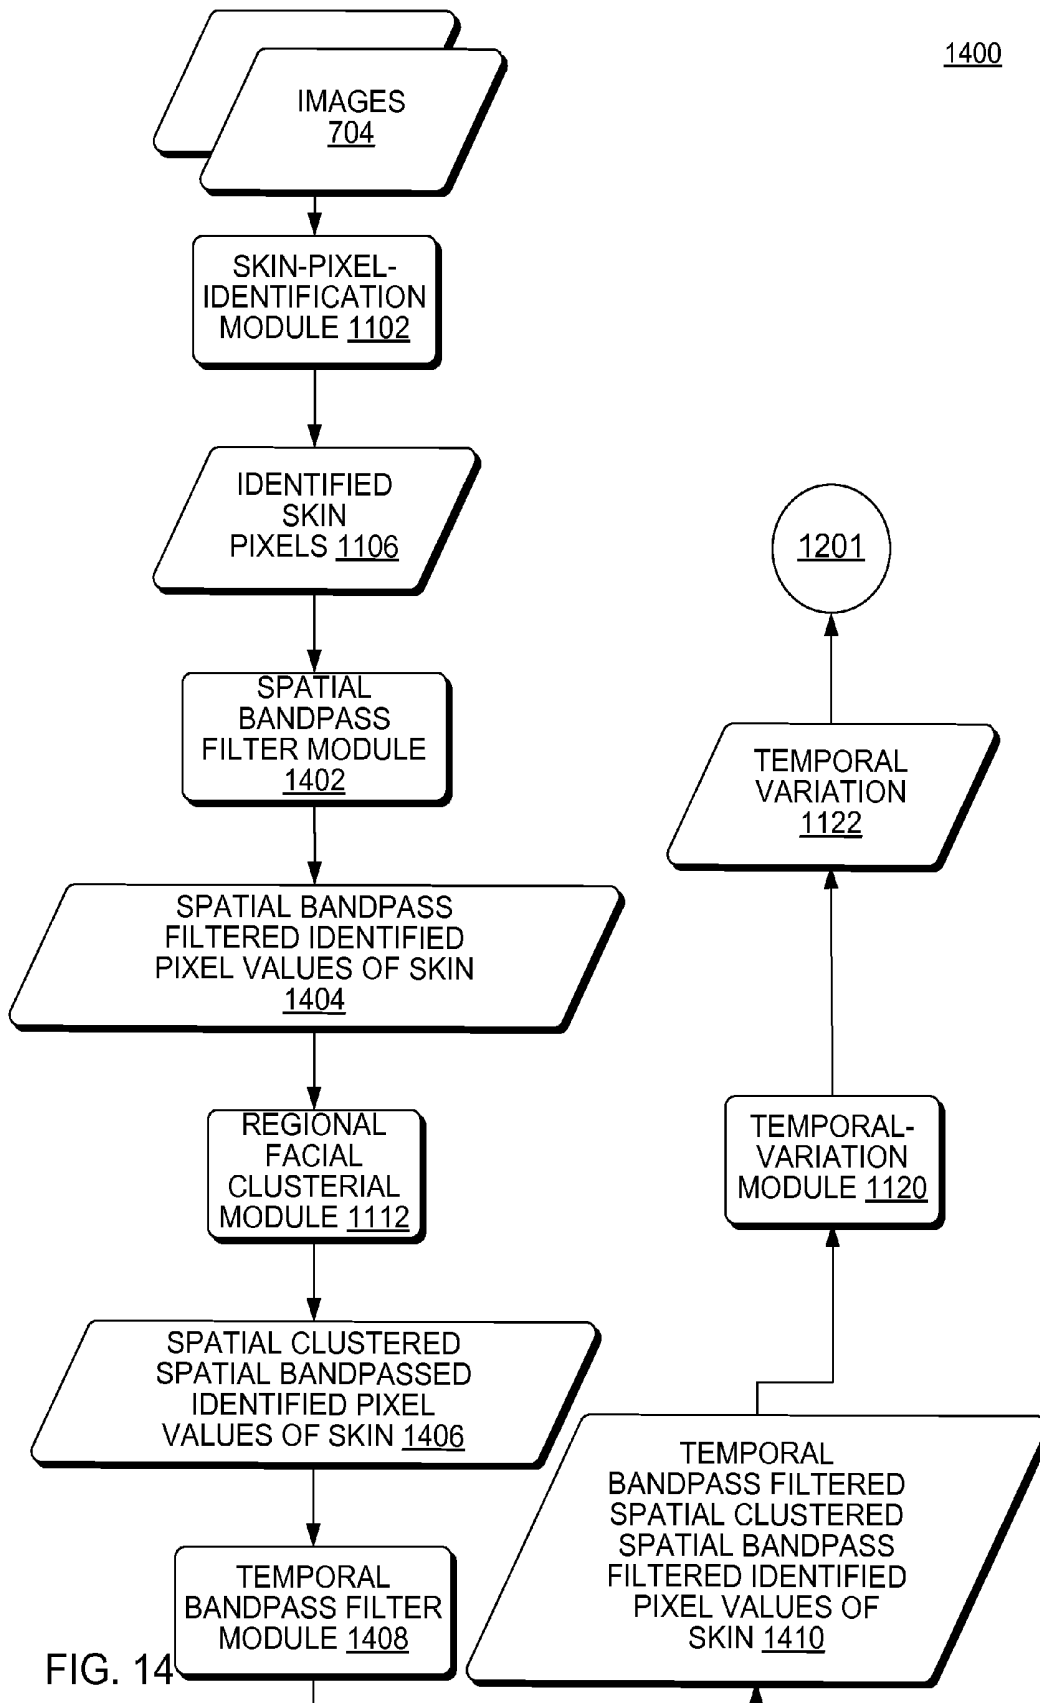 1400
IMAGES
704
SKIN-PIXEL-
IDENTIFICATION
MODULE 1102
IDENTIFIED
SKIN
PIXELS 1106
SPATIAL
BANDPASS
FILTER MODULE
1402
SPATIAL BANDPASS
FILTERED IDENTIFIED
PIXEL VALUES OF SKIN
1404
REGIONAL
FACIAL
CLUSTERIAL
MODULE 1112
SPATIAL CLUSTERED
SPATIAL BANDPASSED
IDENTIFIED PIXEL
VALUES OF SKIN 1406
TEMPORAL
BANDPASS FILTER
MODULE 1408
TEMPORAL
BANDPASS FILTERED
SPATIAL CLUSTERED
SPATIAL BANDPASS
FILTERED IDENTIFIED
PIXEL VALUES OF
SKIN 1410
TEMPORAL-
VARIATION
MODULE 1120
TEMPORAL
VARIATION
1122
1201
FIG. 14